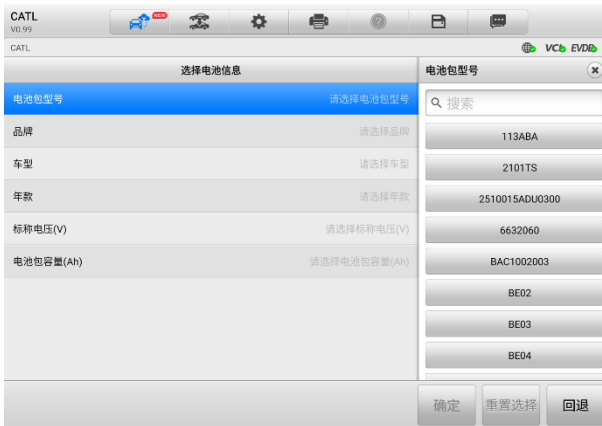 CATL
V0.99
NEW
CATL
VCI
EVDB
选择电池信息
电池包型号
电池包型号
请选择电池包型号
搜索
品牌
请选择品牌
113ABA
车型
请选择车型
2101TS
年款
请选择年款
2510015ADU0300
标称电压(V)
请选择标称电压(V)
6632060
电池包容量(Ah)
请选择电池包容量(Ah)
BAC1002003
BE02
BE03
BE04
确定
重置选择
回退